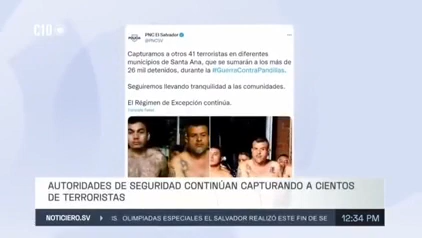 CIO
PNC El Salvador
@PNCSV
Capturamos a otros 41 terroristas en diferentes
municipios de Santa Ana, que se sumarán a los más de
26 mil detenidos, durante la #GuerraContraPandillas.
Seguiremos llevando tranquilidad a las comunidades.
El Régimen de Excepción continúa.
AUTORIDADES DE SEGURIDAD CONTINÚAN CAPTURANDO A CIENTOS
DE TERRORISTAS
NOTICIERO.SV
IS. OLIMPIADAS ESPECIALES EL SALVADOR REALIZÓ ESTE FIN DE SE
12:34 PM